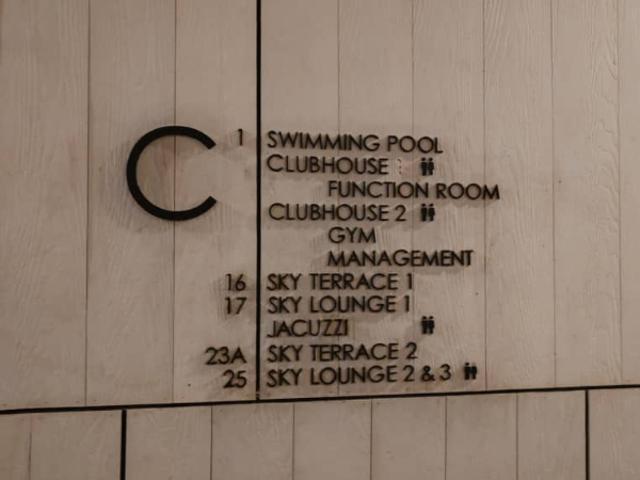 C
1 SWIMMING POOL
CLUBHOUSE
FUNCTION ROOM
CLUBHOUSE 2
GYM
MANAGEMENT
16 SKY TERRACE 1
17 SKY LOUNGE 1
JACUZZI
23A SKY TERRACE 2
25 SKY LOUNGE 2 & 3